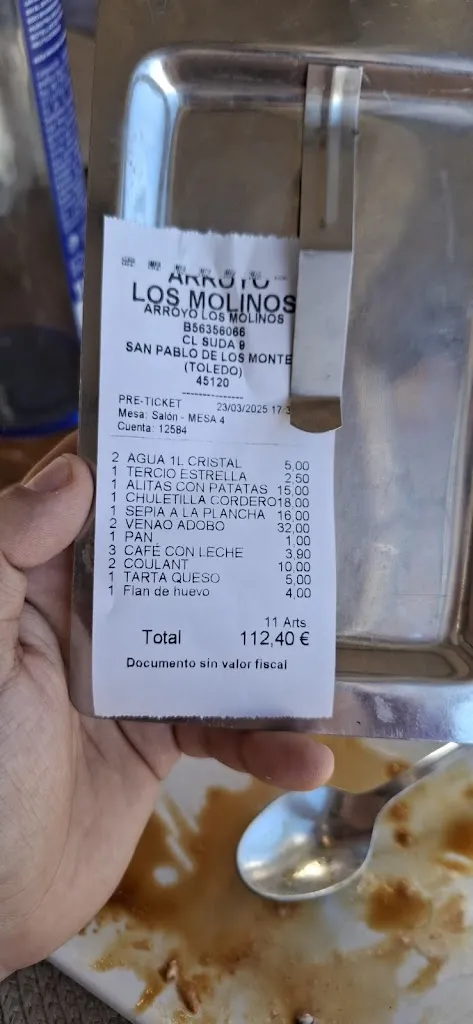 ARROYO
LOS MOLINOS
ARROYO LOS MOLINOS
B56356066
CL SUDA 9
SAN PABLO DE LOS MONTE
(TOLEDO)
45120
PRE-TICKET 23/03/2025 17:3
Mesa: Salón - MESA 4
Cuenta: 12584
2 AGUA 1L CRISTAL 5,00
1 TERCIO ESTRELLA 2,50
1 ALITAS CON PATATAS 15,00
1 CHULETILLA CORDERO 18,00
1 SEPIA A LA PLANCHA 16,00
2 VENAO ADOBO 32,00
1 PAN 1,00
3 CAFÉ CON LECHE 3,90
2 COULANT 10,00
1 TARTA QUESO 5,00
1 Flan de huevo 4,00
11 Arts.
Total 112,40 €
Documento sin valor fiscal